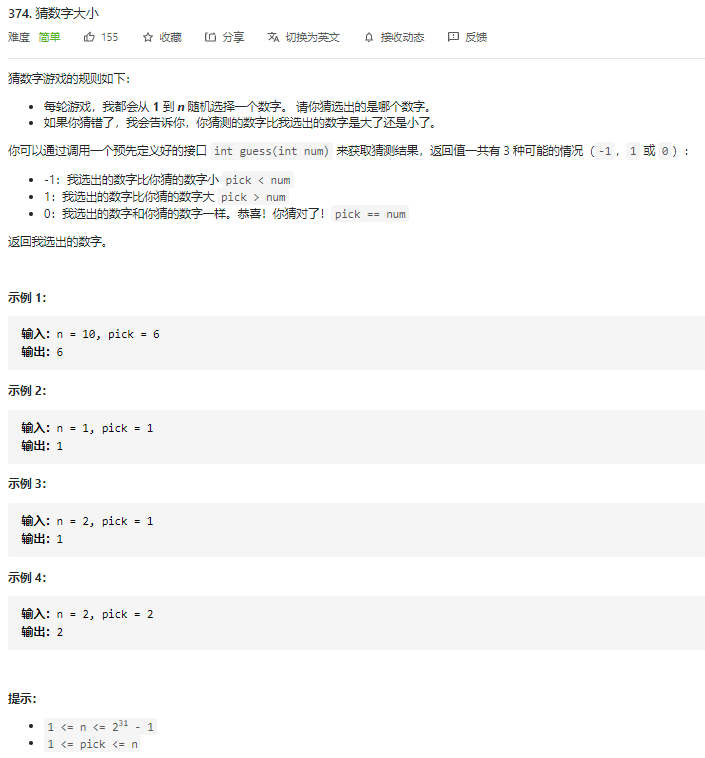 374. 猜数字大小
难度 简单 155 收藏 分享 切换为英文 接收动态 反馈
猜数字游戏的规则如下：
每轮游戏，我都会从 1 到 n 随机选择一个数字。 请你猜选出的是哪个数字。
如果你猜错了，我会告诉你，你猜测的数字比我选出的数字是大了还是小了。
你可以通过调用一个预先定义好的接口 int guess(int num) 来获取猜测结果，返回值一共有 3 种可能的情况（-1，1 或 0）：
-1：我选出的数字比你猜的数字小 pick < num
1：我选出的数字比你猜的数字大 pick > num
0：我选出的数字和你猜的数字一样。恭喜！你猜对了！pick == num
返回我选出的数字。
示例 1：
输入：n = 10, pick = 6
输出：6
示例 2：
输入：n = 1, pick = 1
输出：1
示例 3：
输入：n = 2, pick = 1
输出：1
示例 4：
输入：n = 2, pick = 2
输出：2
提示：
1 <= n <= 2³¹ - 1
1 <= pick <= n